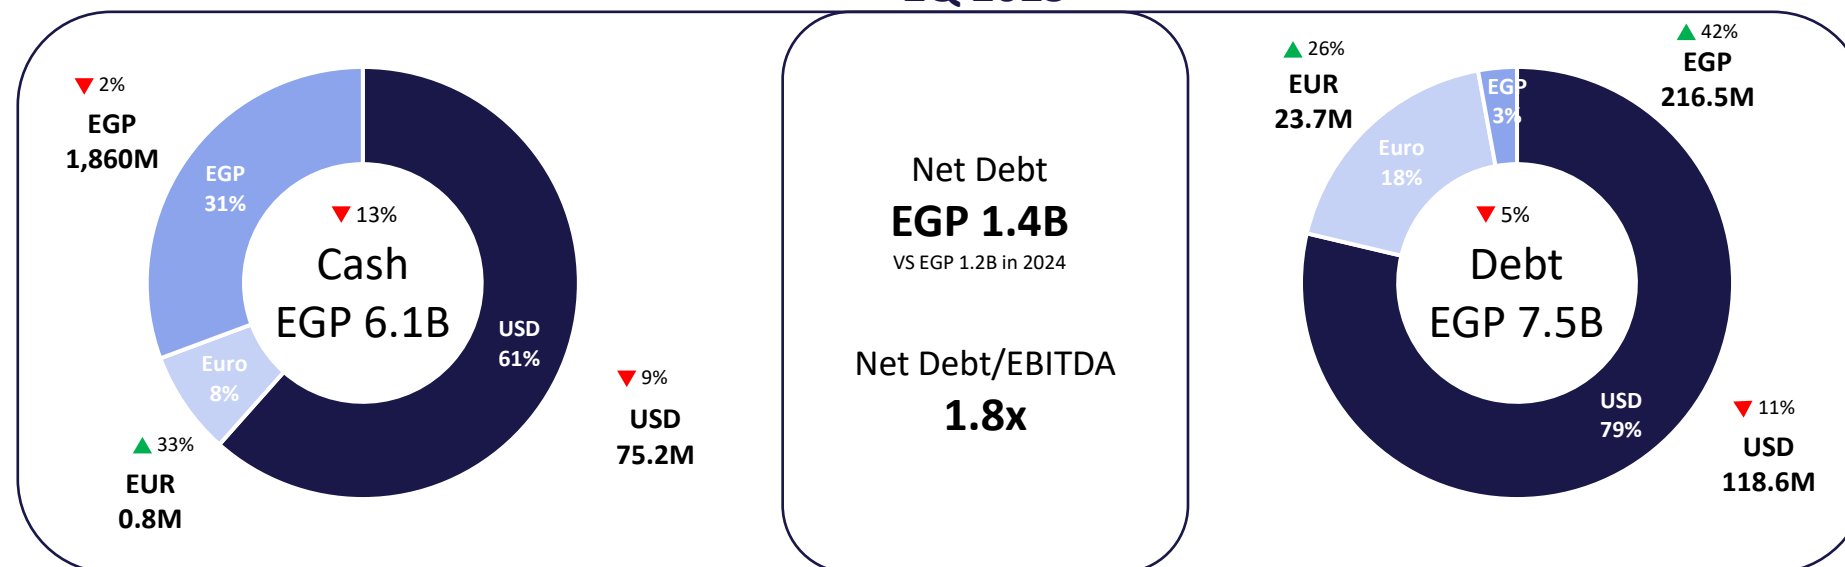 2%
EGP
1,860M
EGP
31%
13%
Cash
EGP 6.1B
USD
61%
Euro
8%
9%
USD
75.2M
33%
EUR
0.8M
Net Debt
EGP 1.4B
VS EGP 1.2B in 2024
Net Debt/EBITDA
1.8x
26%
EUR
23.7M
42%
EGP
216.5M
EGP
3%
Euro
18%
5%
Debt
EGP 7.5B
USD
79%
11%
USD
118.6M